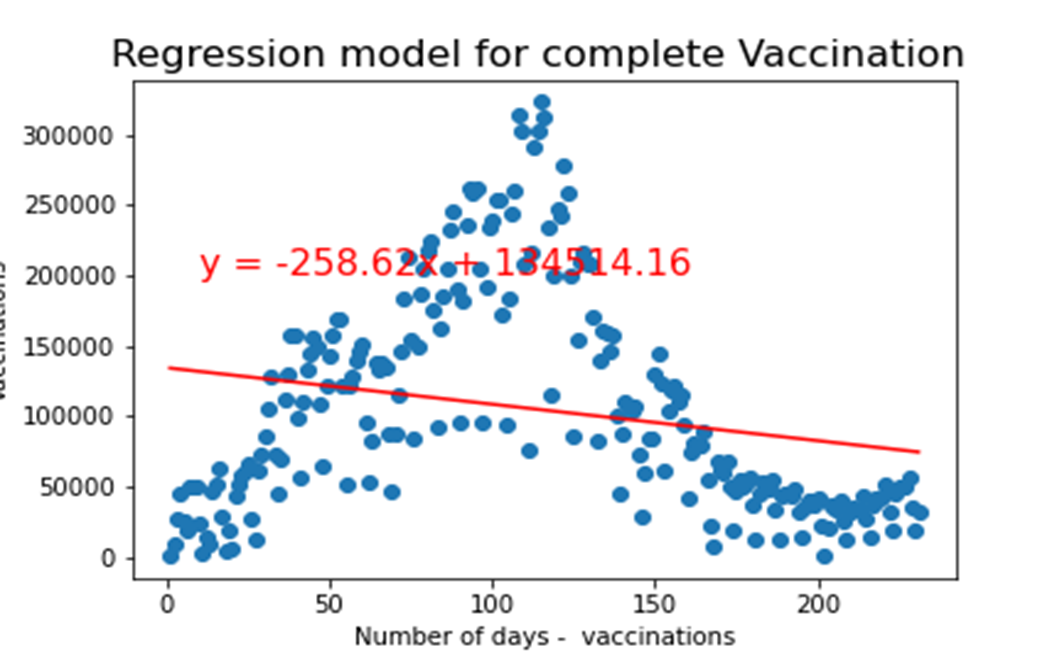 Regression model for complete Vaccination
300000
250000
200000
150000
100000
50000
0
vaccinations
y = -258.62x + 134514.16
0 50 100 150 200
Number of days -  vaccinations